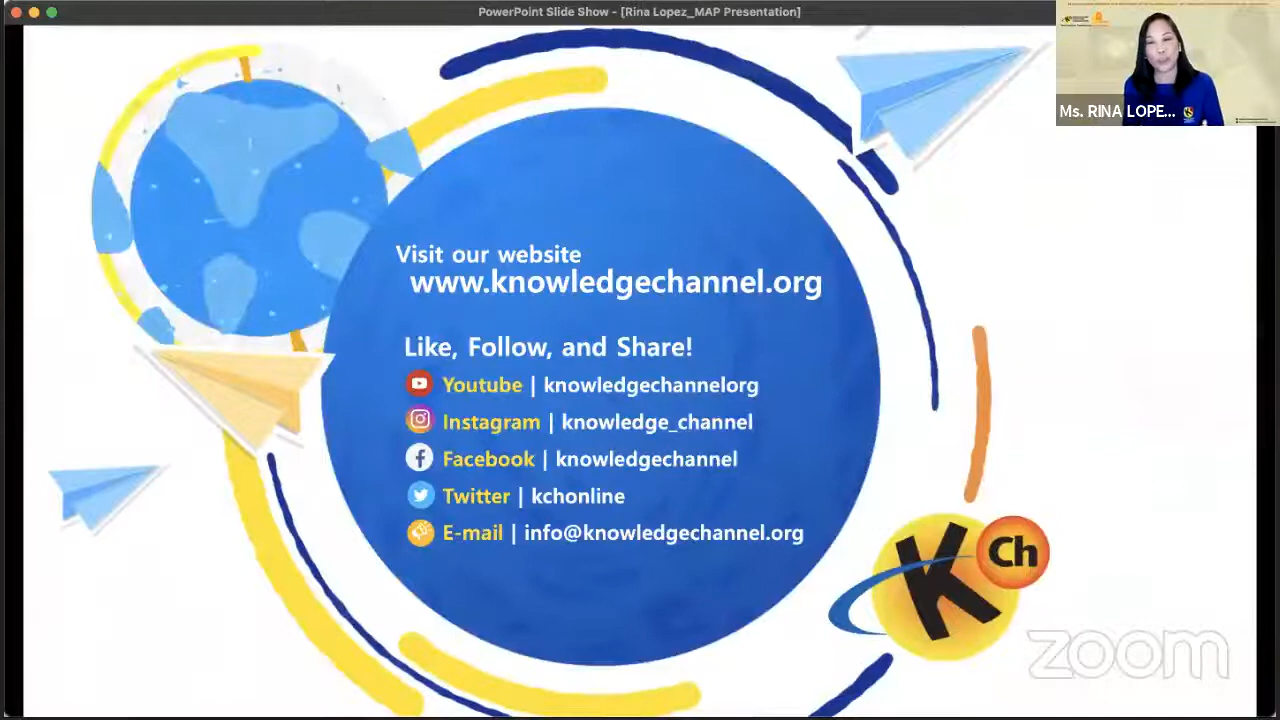 PowerPoint Slide Show - [Rina Lopez_MAP Presentation]
Ms. RINA LOPE...
Visit our website
www.knowledgechannel.org
Like, Follow, and Share!
Youtube | knowledgechannelorg
Instagram | knowledge_channel
Facebook | knowledgechannel
Twitter | kchonline
E-mail | info@knowledgechannel.org
K Ch
zoom